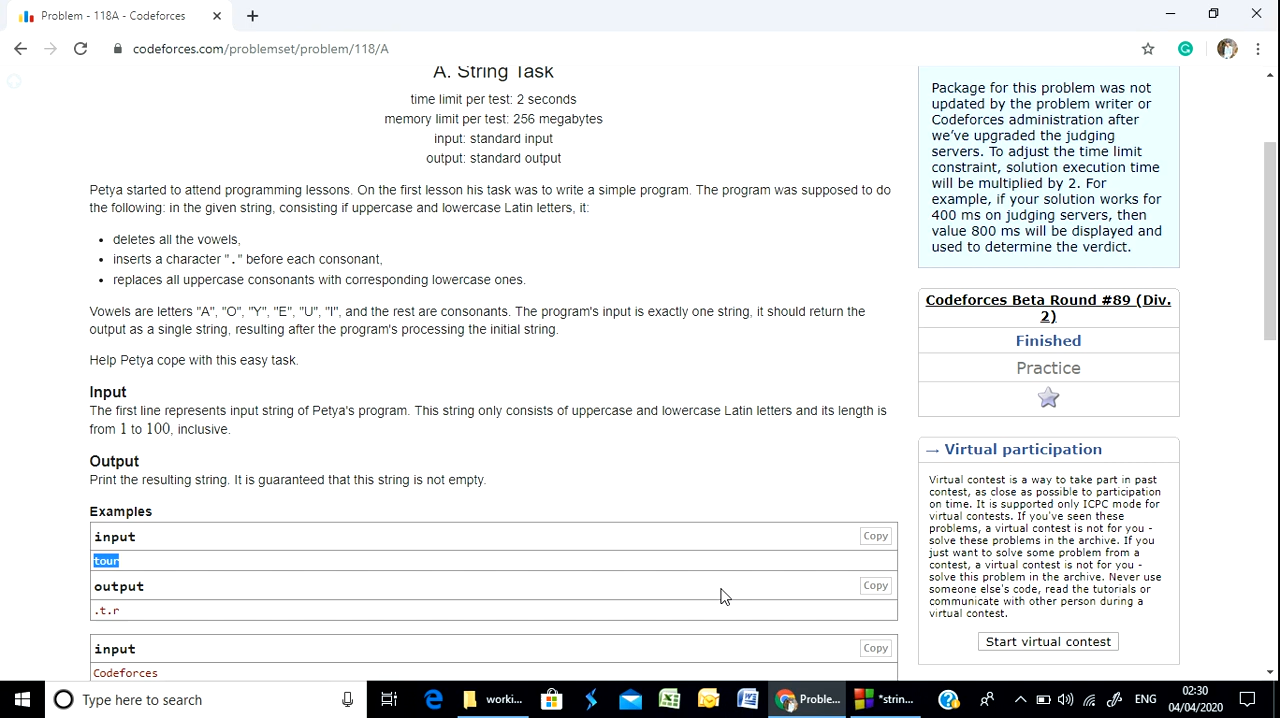 Problem - 118A - Codeforces
codeforces.com/problemset/problem/118/A
A. String Task
time limit per test: 2 seconds
memory limit per test: 256 megabytes
input: standard input
output: standard output
Petya started to attend programming lessons. On the first lesson his task was to write a simple program. The program was supposed to do
the following: in the given string, consisting if uppercase and lowercase Latin letters, it:
• deletes all the vowels,
• inserts a character "." before each consonant,
• replaces all uppercase consonants with corresponding lowercase ones.
Vowels are letters "A", "O", "Y", "E", "U", "I", and the rest are consonants. The program's input is exactly one string, it should return the
output as a single string, resulting after the program's processing the initial string.
Help Petya cope with this easy task.
Input
The first line represents input string of Petya's program. This string only consists of uppercase and lowercase Latin letters and its length is
from 1 to 100, inclusive.
Output
Print the resulting string. It is guaranteed that this string is not empty.
Examples
input
Copy
tour
output
Copy
.t.r
input
Copy
Codeforces
Package for this problem was not
updated by the problem writer or
Codeforces administration after
we've upgraded the judging
servers. To adjust the time limit
constraint, solution execution time
will be multiplied by 2. For
example, if your solution works for
400 ms on judging servers, then
value 800 ms will be displayed and
used to determine the verdict.
Codeforces Beta Round #89 (Div.
2)
Finished
Practice
→ Virtual participation
Virtual contest is a way to take part in past
contest, as close as possible to participation
on time. It is supported only ICPC mode for
virtual contests. If you've seen these
problems, a virtual contest is not for you -
solve these problems in the archive. If you
just want to solve some problem from a
contest, a virtual contest is not for you -
solve this problem in the archive. Never use
someone else's code, read the tutorials or
communicate with other person during a
virtual contest.
Start virtual contest
Type here to search
worki...
Proble...
*strin...
ENG
02:30
04/04/2020